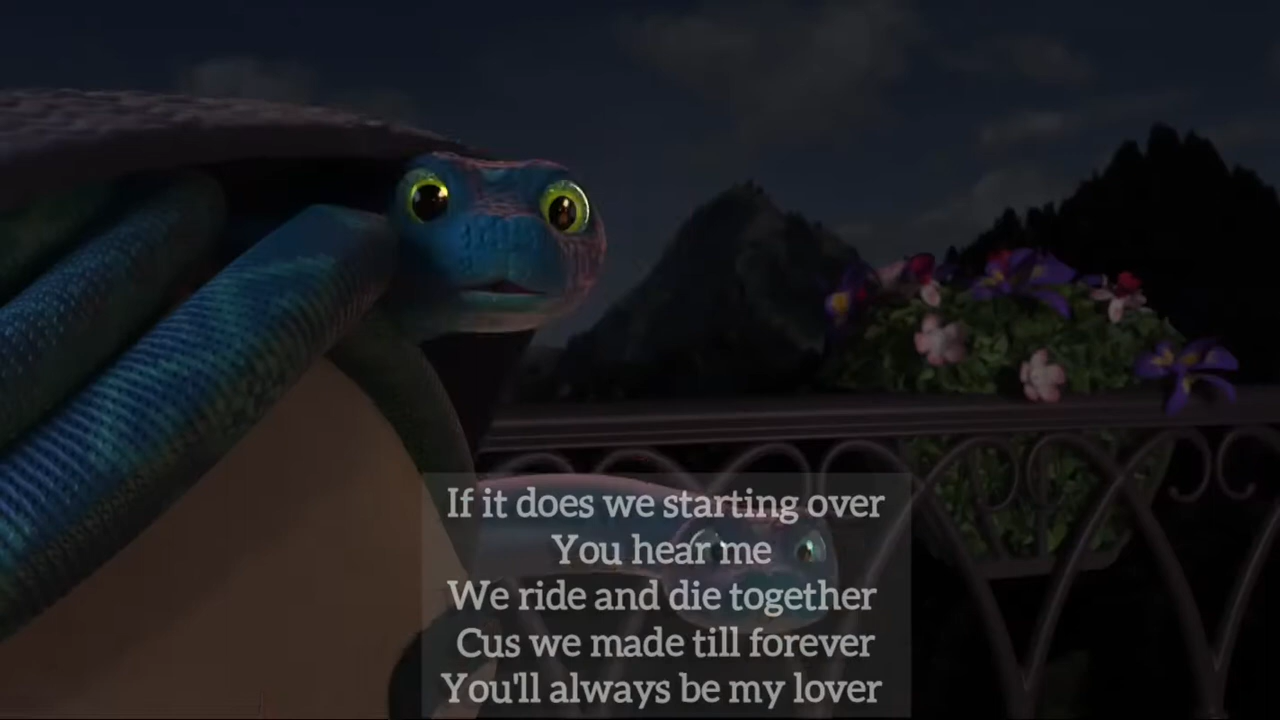 If it does we starting over
You hear me
We ride and die together
Cus we made till forever
You'll always be my lover